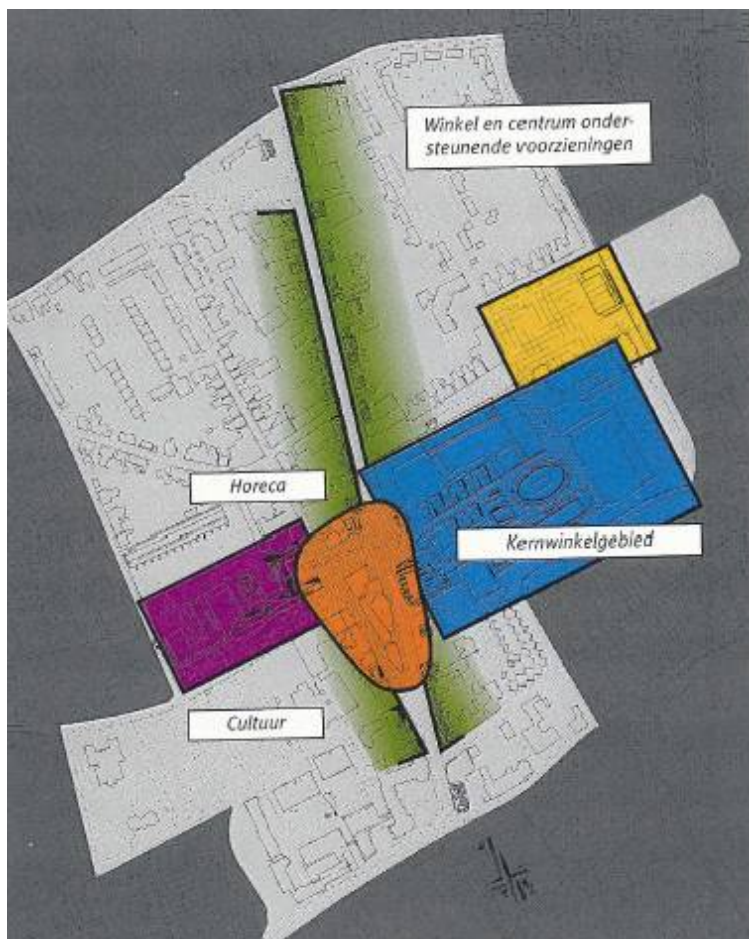 Winkel en centrum onder-
steunende voorzieningen
Horeca
Kernwinkelgebied
Cultuur